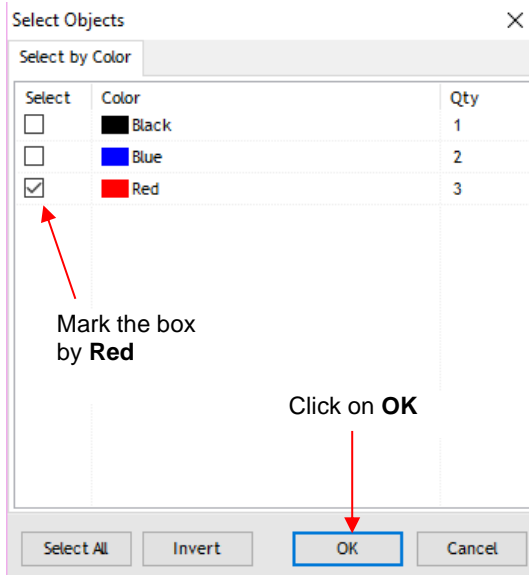 Select Objects
Select by Color
Select Color Qty
Black 1
Blue 2
Red 3
Mark the box
by Red
Click on OK
Select All Invert OK Cancel